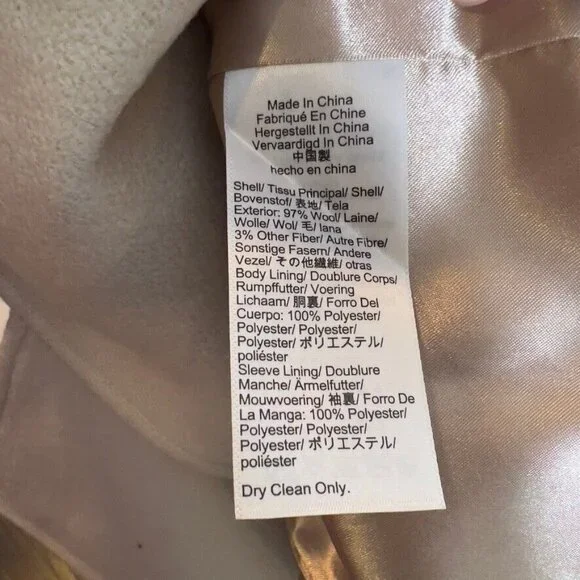 Made In China
Fabriqué En Chine
Hergestellt In China
Vervaardigd In China
中国製
hecho en china
Shell/ Tissu Principal/ Shell/
Bovenstof/ 表地/ Tela
Exterior: 97% Wool/ Laine/
Wolle/ Wol/ 毛/ lana
3% Other Fiber/ Autre Fibre/
Sonstige Fasern/ Andere
Vezel/ その他繊維/ otras
Body Lining/ Doublure Corps/
Rumpffutter/ Voering
Lichaam/ 胴裏/ Forro Del
Cuerpo: 100% Polyester/
Polyester/ Polyester/
Polyester/ ポリエステル/
poliéster
Sleeve Lining/ Doublure
Manche/ Ärmelfutter/
Mouwvoering/ 袖裏/ Forro De
La Manga: 100% Polyester/
Polyester/ Polyester/
Polyester/ ポリエステル/
poliéster
Dry Clean Only.